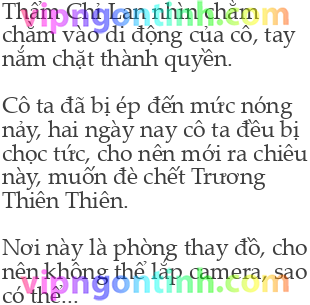 Thẩm Chi Lan nhìn chằm
chằm vào di động của cô, tay
nắm chặt thành quyền.
Cô ta đã bị ép đến mức nóng
nảy, hai ngày nay cô ta đều bị
chọc tức, cho nên mới ra chiêu
này, muốn đè chết Trương
Thiên Thiên.
Nơi này là phòng thay đồ, cho
nên không thể lắp camera, sao
có thể...
vipngontinh.com
vipngontinh.com